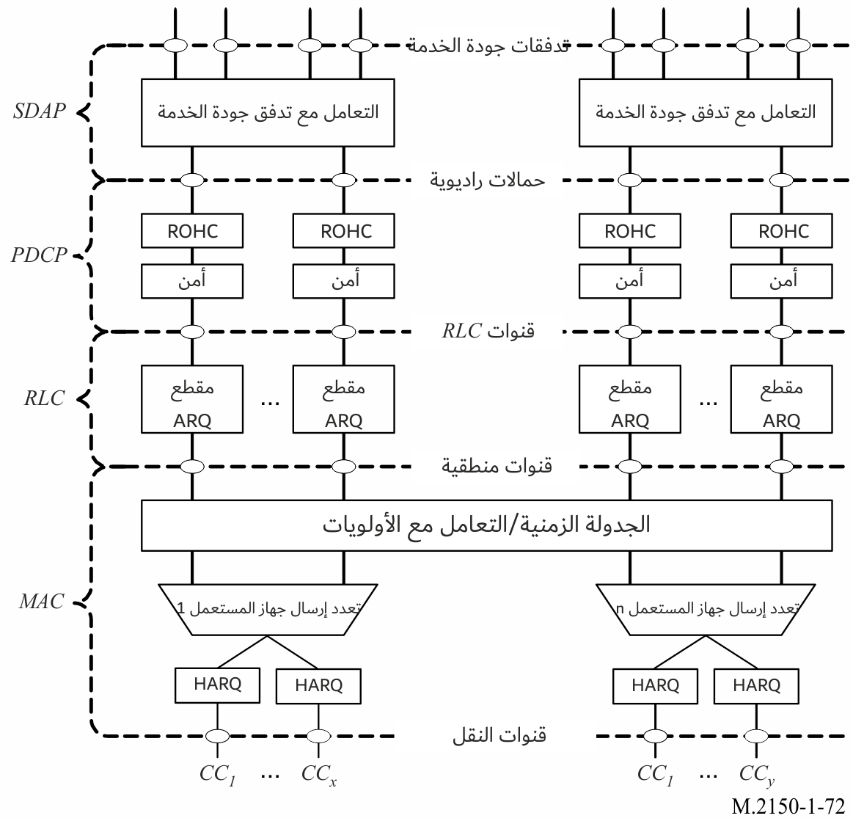 تدفقات جودة الخدمة
SDAP
التعامل مع تدفق جودة الخدمة
التعامل مع تدفق جودة الخدمة
حمالات راديوية
PDCP
ROHC
ROHC
ROHC
ROHC
أمن
أمن
أمن
أمن
قنوات RLC
RLC
مقطع
ARQ
...
مقطع
ARQ
مقطع
ARQ
...
مقطع
ARQ
قنوات منطقية
الجدولة الزمنية/التعامل مع الأولويات
MAC
تعدد إرسال جهاز المستعمل 1
تعدد إرسال جهاز المستعمل n
HARQ
HARQ
HARQ
HARQ
قنوات النقل
CC1 ... CCx
CC1 ... CCy
M.2150-1-72